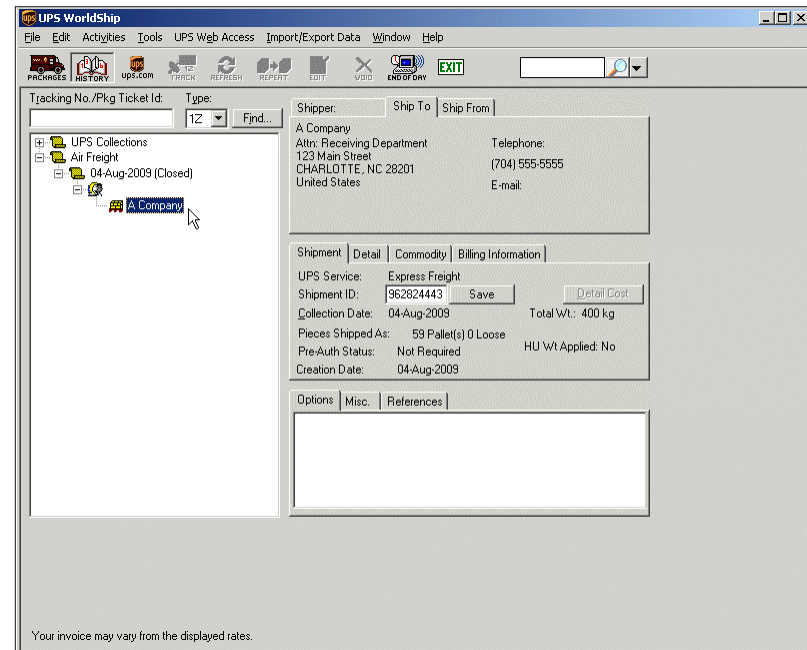 ups UPS WorldShip
File Edit Activities Tools UPS Web Access Import/Export Data Window Help
PACKAGES HISTORY ups.com TRACK REFRESH REPEAT EDIT VOID END OF DAY EXIT
Tracking No./Pkg Ticket Id: Type:
1Z Find...
UPS Collections
Air Freight
04-Aug-2009 (Closed)
A Company
Shipper: Ship To Ship From
A Company
Attn: Receiving Department
123 Main Street
CHARLOTTE, NC 28201
United States
Telephone:
(704) 555-5555
E-mail:
Shipment Detail Commodity Billing Information
UPS Service: Express Freight
Shipment ID: 962824443 Save Detail Cost
Collection Date: 04-Aug-2009 Total Wt.: 400 kg
Pieces Shipped As: 59 Pallet(s) 0 Loose
HU Wt Applied: No
Pre-Auth Status: Not Required
Creation Date: 04-Aug-2009
Options Misc. References
Your invoice may vary from the displayed rates.